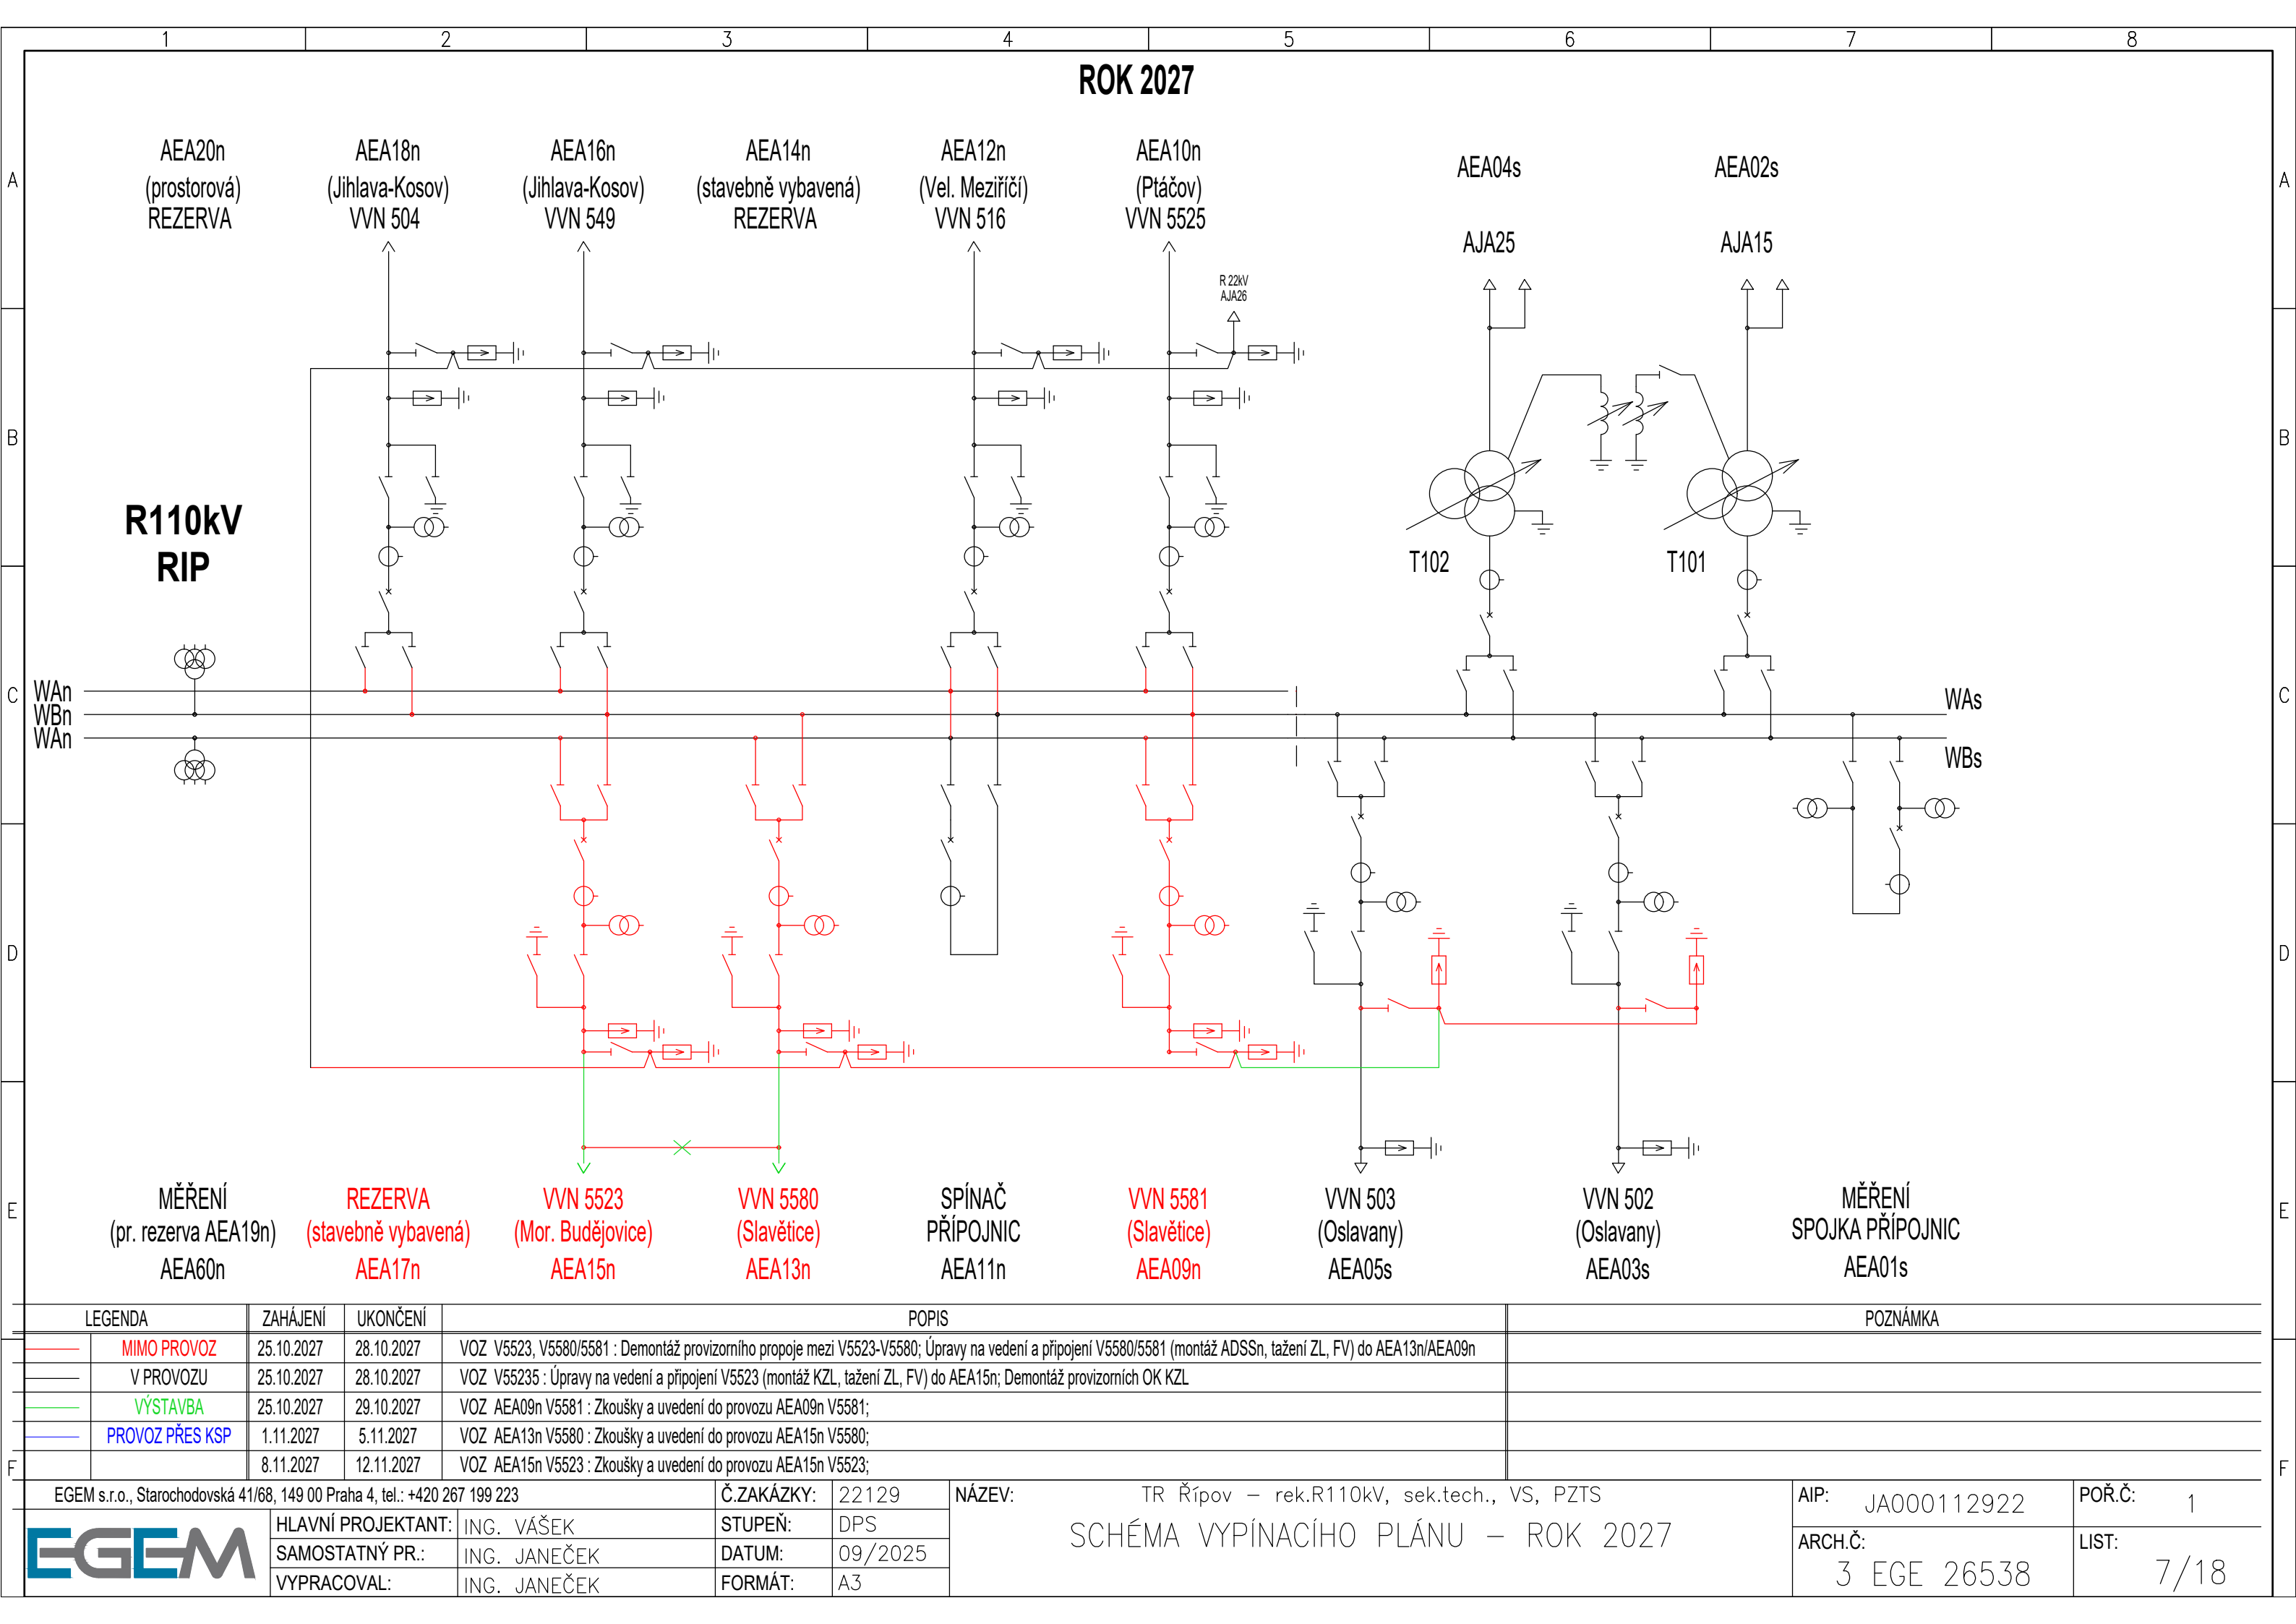 1 2 3 4 5 6 7 8
ROK 2027
A A
B B
C C
D D
E E
F F
AEA20n
(prostorová)
REZERVA
AEA18n
(Jihlava-Kosov)
VVN 504
AEA16n
(Jihlava-Kosov)
VVN 549
AEA14n
(stavebně vybavená)
REZERVA
AEA12n
(Vel. Meziříčí)
VVN 516
AEA10n
(Ptáčov)
VVN 5525
AEA04s
AJA25
AEA02s
AJA15
R 22kV
AJA26
R110kV
RIP
T102
T101
WAn
WBn
WAn
WAs
WBs
MĚŘENÍ
(pr. rezerva AEA19n)
AEA60n
REZERVA
(stavebně vybavená)
AEA17n
VVN 5523
(Mor. Budějovice)
AEA15n
VVN 5580
(Slavětice)
AEA13n
SPÍNAČ
PŘÍPOJNIC
AEA11n
VVN 5581
(Slavětice)
AEA09n
VVN 503
(Oslavany)
AEA05s
VVN 502
(Oslavany)
AEA03s
MĚŘENÍ
SPOJKA PŘÍPOJNIC
AEA01s
LEGENDA ZAHÁJENÍ UKONČENÍ POPIS POZNÁMKA
MIMO PROVOZ 25.10.2027 28.10.2027 VOZ V5523, V5580/5581 : Demontáž provizorního propoje mezi V5523-V5580; Úpravy na vedení a připojení V5580/5581 (montáž ADSSn, tažení ZL, FV) do AEA13n/AEA09n
V PROVOZU 25.10.2027 28.10.2027 VOZ V55235 : Úpravy na vedení a připojení V5523 (montáž KZL, tažení ZL, FV) do AEA15n; Demontáž provizorních OK KZL
VÝSTAVBA 25.10.2027 29.10.2027 VOZ AEA09n V5581 : Zkoušky a uvedení do provozu AEA09n V5581;
PROVOZ PŘES KSP 1.11.2027 5.11.2027 VOZ AEA13n V5580 : Zkoušky a uvedení do provozu AEA15n V5580;
8.11.2027 12.11.2027 VOZ AEA15n V5523 : Zkoušky a uvedení do provozu AEA15n V5523;
EGEM s.r.o., Starochodovská 41/68, 149 00 Praha 4, tel.: +420 267 199 223
EGEM
HLAVNÍ PROJEKTANT: ING. VÁŠEK
SAMOSTATNÝ PR.: ING. JANEČEK
VYPRACOVAL: ING. JANEČEK
Č.ZAKÁZKY: 22129
STUPEŇ: DPS
DATUM: 09/2025
FORMÁT: A3
NÁZEV: TR Řípov – rek.R110kV, sek.tech., VS, PZTS
SCHÉMA VYPÍNACÍHO PLÁNU – ROK 2027
AIP: JA000112922
POŘ.Č: 1
ARCH.Č: 3 EGE 26538
LIST: 7/18